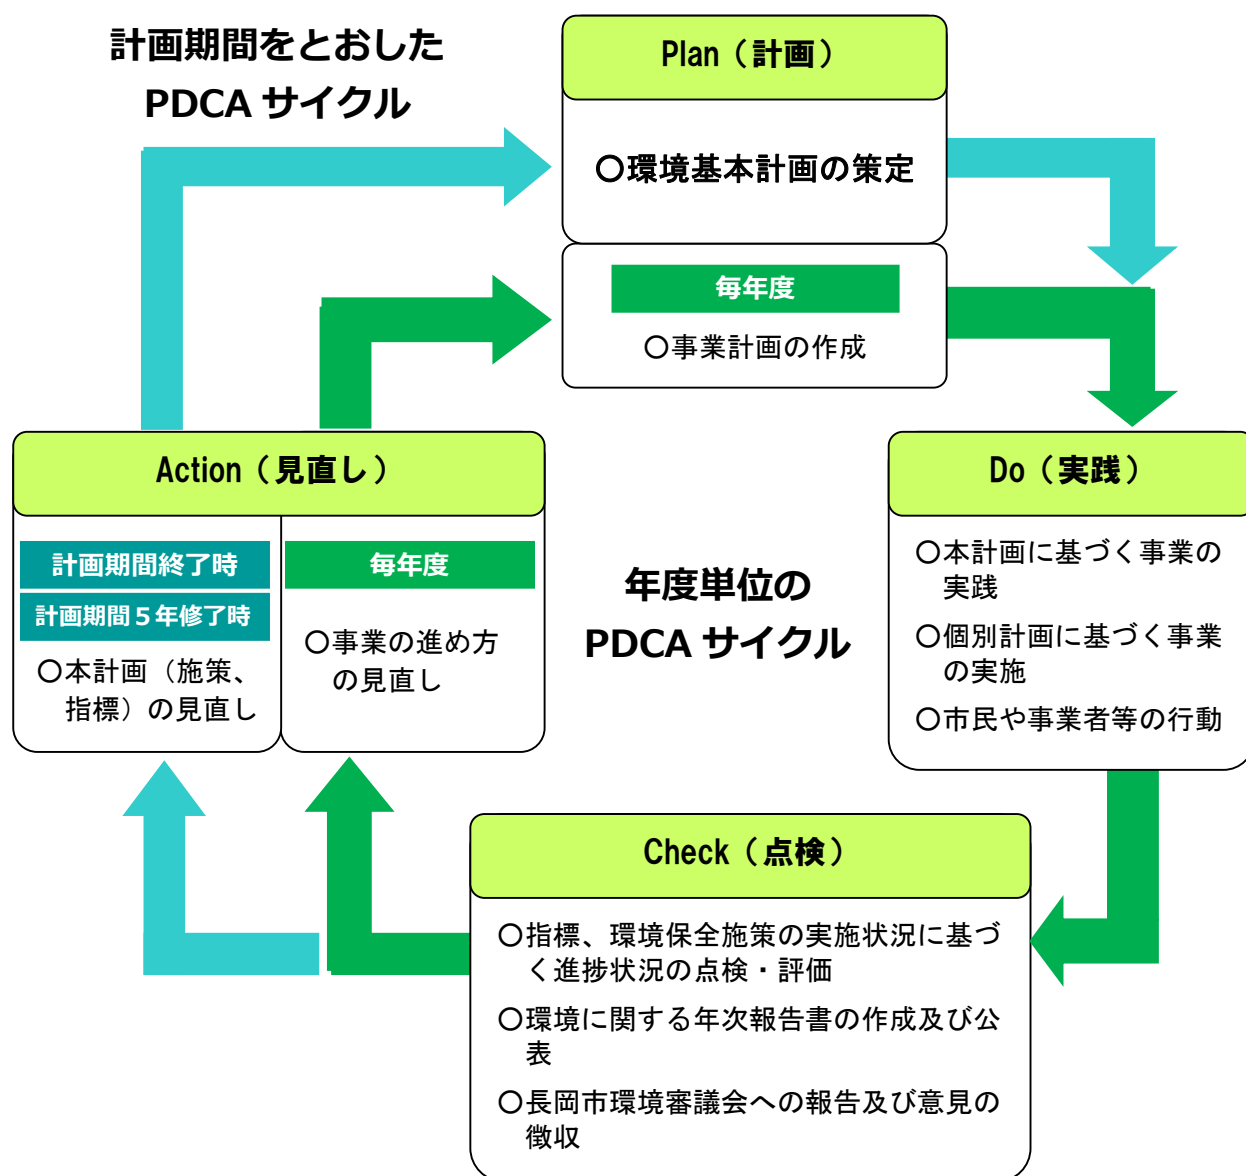 計画期間をとおした
PDCA サイクル
Plan（計画）
〇環境基本計画の策定
毎年度
〇事業計画の作成
Action（見直し）
計画期間終了時
計画期間５年修了時
〇本計画（施策、
指標）の見直し
毎年度
〇事業の進め方
の見直し
年度単位の
PDCA サイクル
Do（実践）
〇本計画に基づく事業の
実践
〇個別計画に基づく事業
の実施
〇市民や事業者等の行動
Check（点検）
〇指標、環境保全施策の実施状況に基づ
く進捗状況の点検・評価
〇環境に関する年次報告書の作成及び公
表
〇長岡市環境審議会への報告及び意見の
徴収